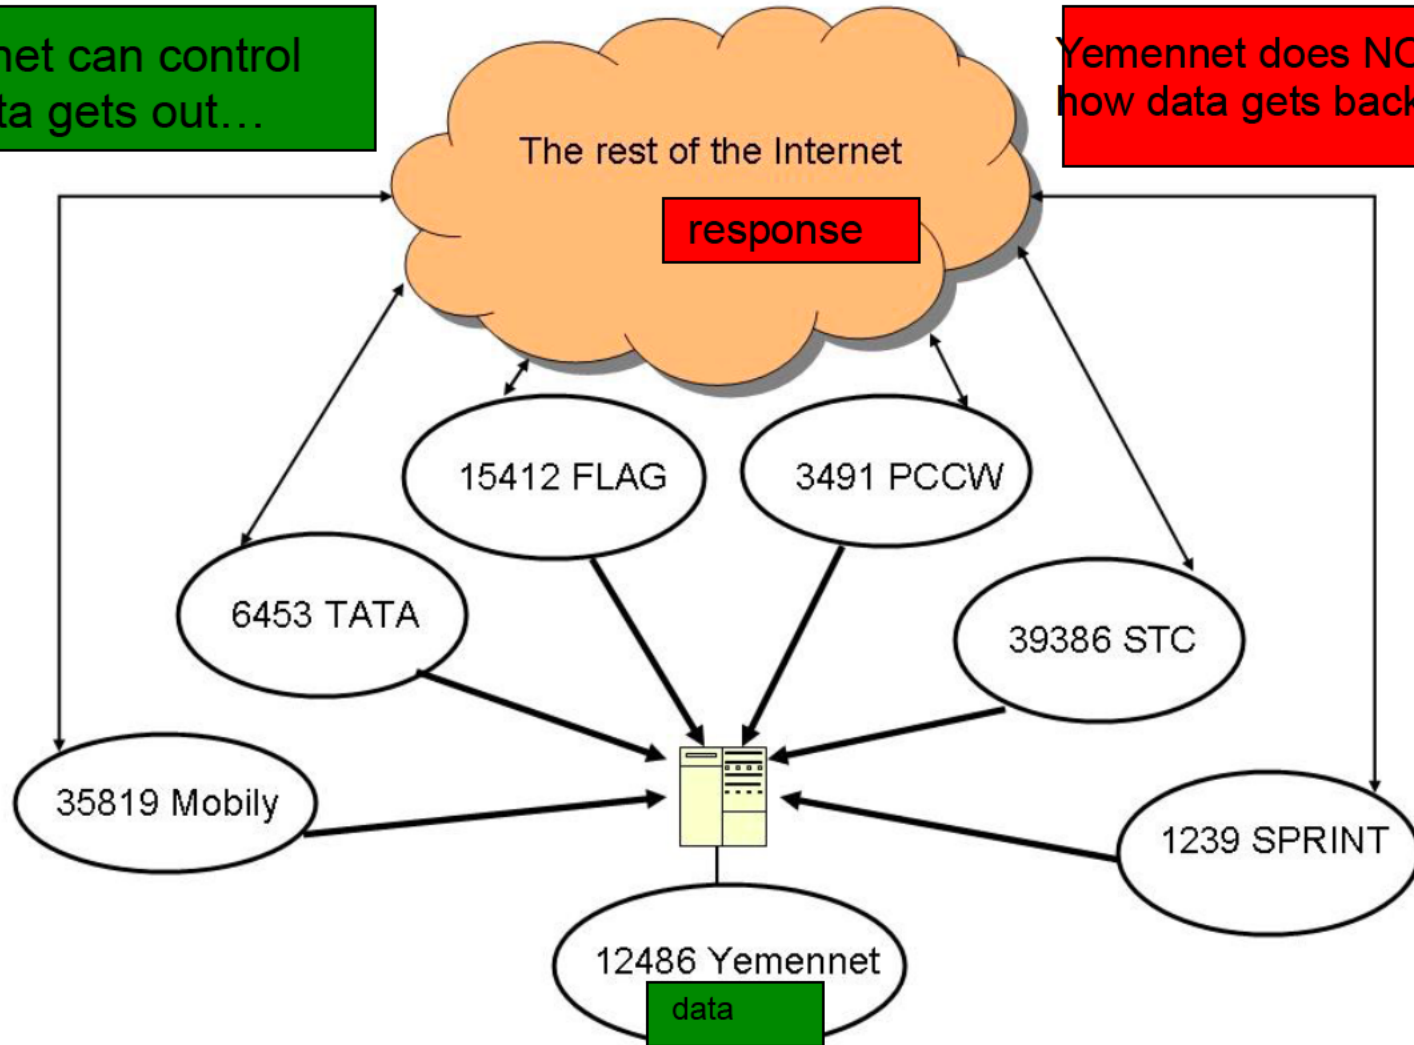 net can control
ta gets out...
Yemennet does NO
how data gets back
The rest of the Internet
response
15412 FLAG
3491 PCCW
6453 TATA
39386 STC
35819 Mobily
1239 SPRINT
12486 Yemennet
data